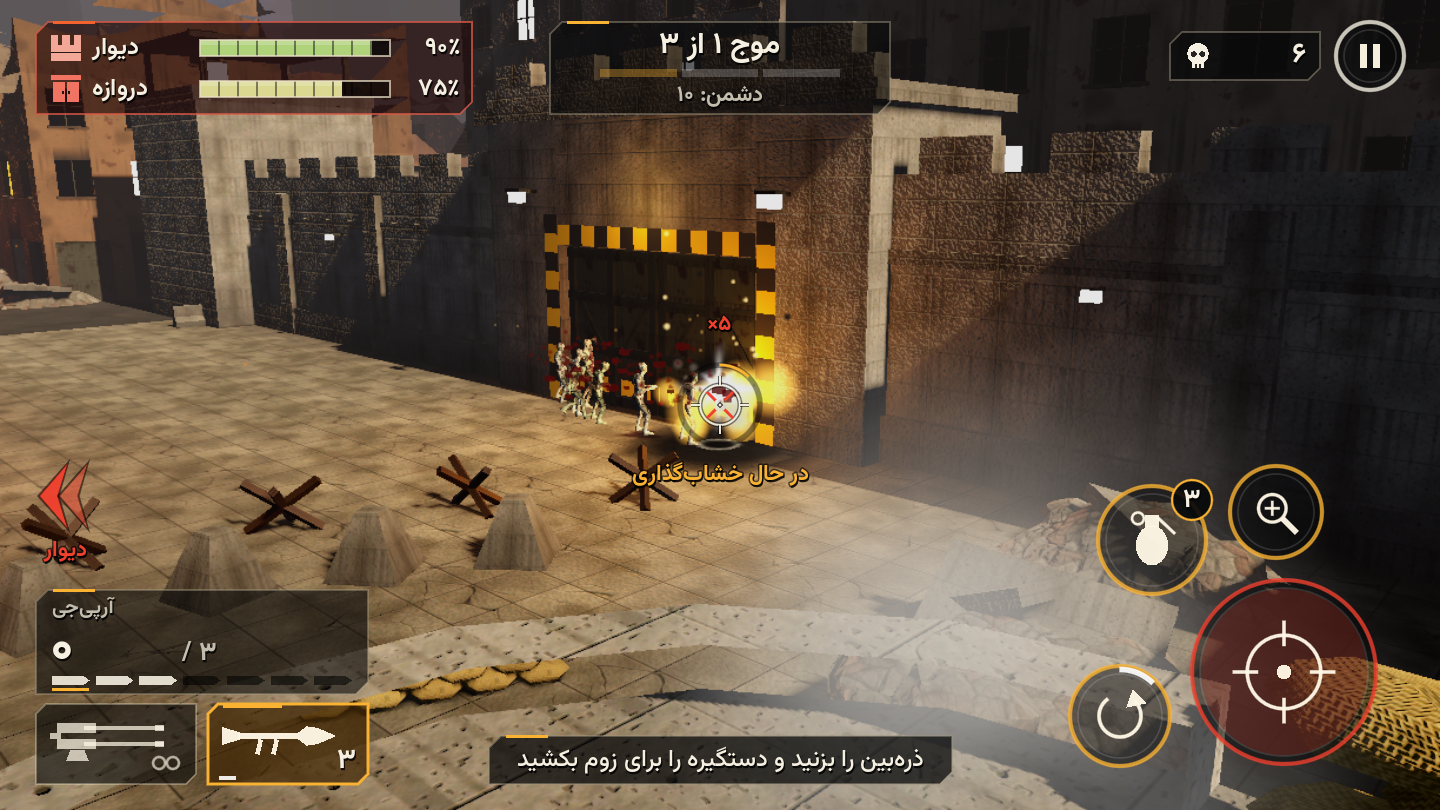 دیوار ۹۰٪
دروازه ۷۵٪
موج ۱ از ۳
دشمن: ۱۰
۶
×۵
در حال خشاب‌گذاری
دیوار
۳
آرپی‌جی
۰ / ۳
∞
۳
ذره‌بین را بزنید و دستگیره را برای زوم بکشید